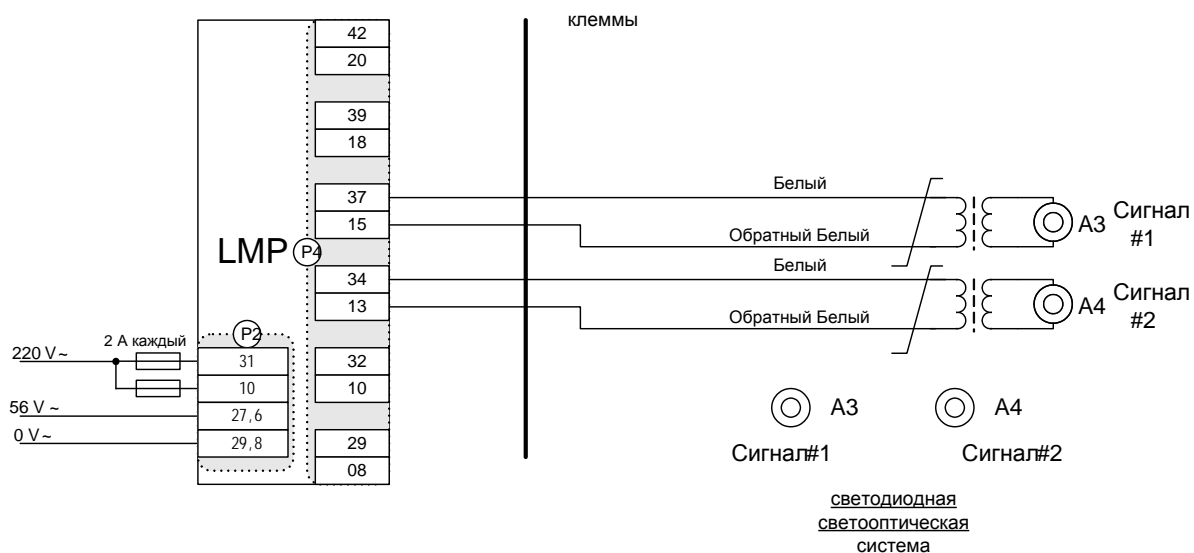 клеммы
42
20
39
18
37
15
34
13
32
10
29
08
LMP
P4
P2
2 А каждый
220 V~
56 V ~
0 V~
31
10
27,6
29,8
Белый
Обратный Белый
Белый
Обратный Белый
A3
Сигнал
#1
A4
Сигнал
#2
A3
A4
Сигнал#1
Сигнал#2
светодиодная
светооптическая
система